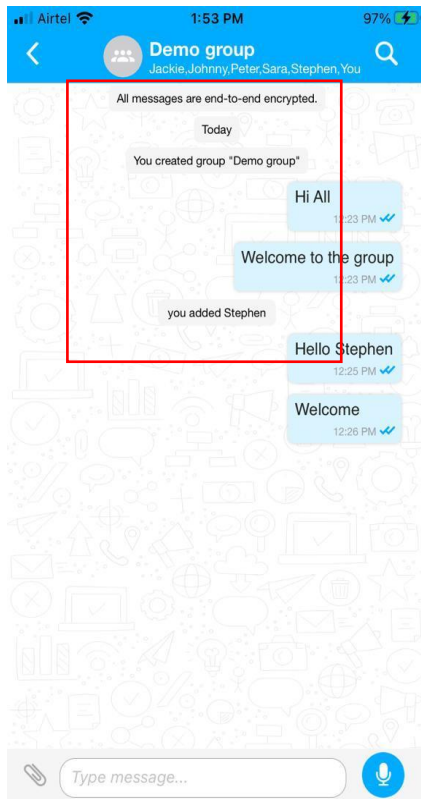 Airtel 1:53 PM 97%
Demo group
Jackie,Johnny,Peter,Sara,Stephen,You
All messages are end-to-end encrypted.
Today
You created group "Demo group"
Hi All
12:23 PM
Welcome to the group
12:23 PM
you added Stephen
Hello Stephen
12:25 PM
Welcome
12:26 PM
Type message...